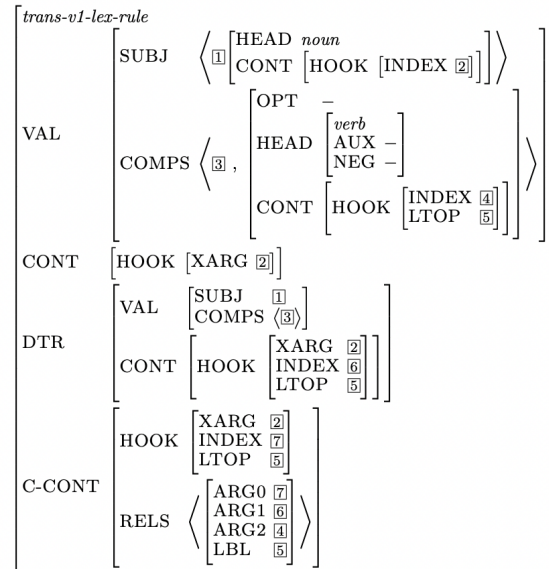 trans-v1-lex-rule
SUBJ ⟨ 1 [HEAD noun
CONT [HOOK [INDEX 2]]] ⟩
VAL
OPT –
HEAD [verb
AUX –
NEG –]
COMPS ⟨ 3 ,
CONT [HOOK [INDEX 4
LTOP 5]] ⟩
CONT [HOOK [XARG 2]]
DTR
VAL [SUBJ 1
COMPS ⟨3⟩]
CONT [HOOK [XARG 2
INDEX 6
LTOP 5]]
C-CONT
HOOK [XARG 2
INDEX 7
LTOP 5]
RELS ⟨ [ARG0 7
ARG1 6
ARG2 4
LBL 5] ⟩